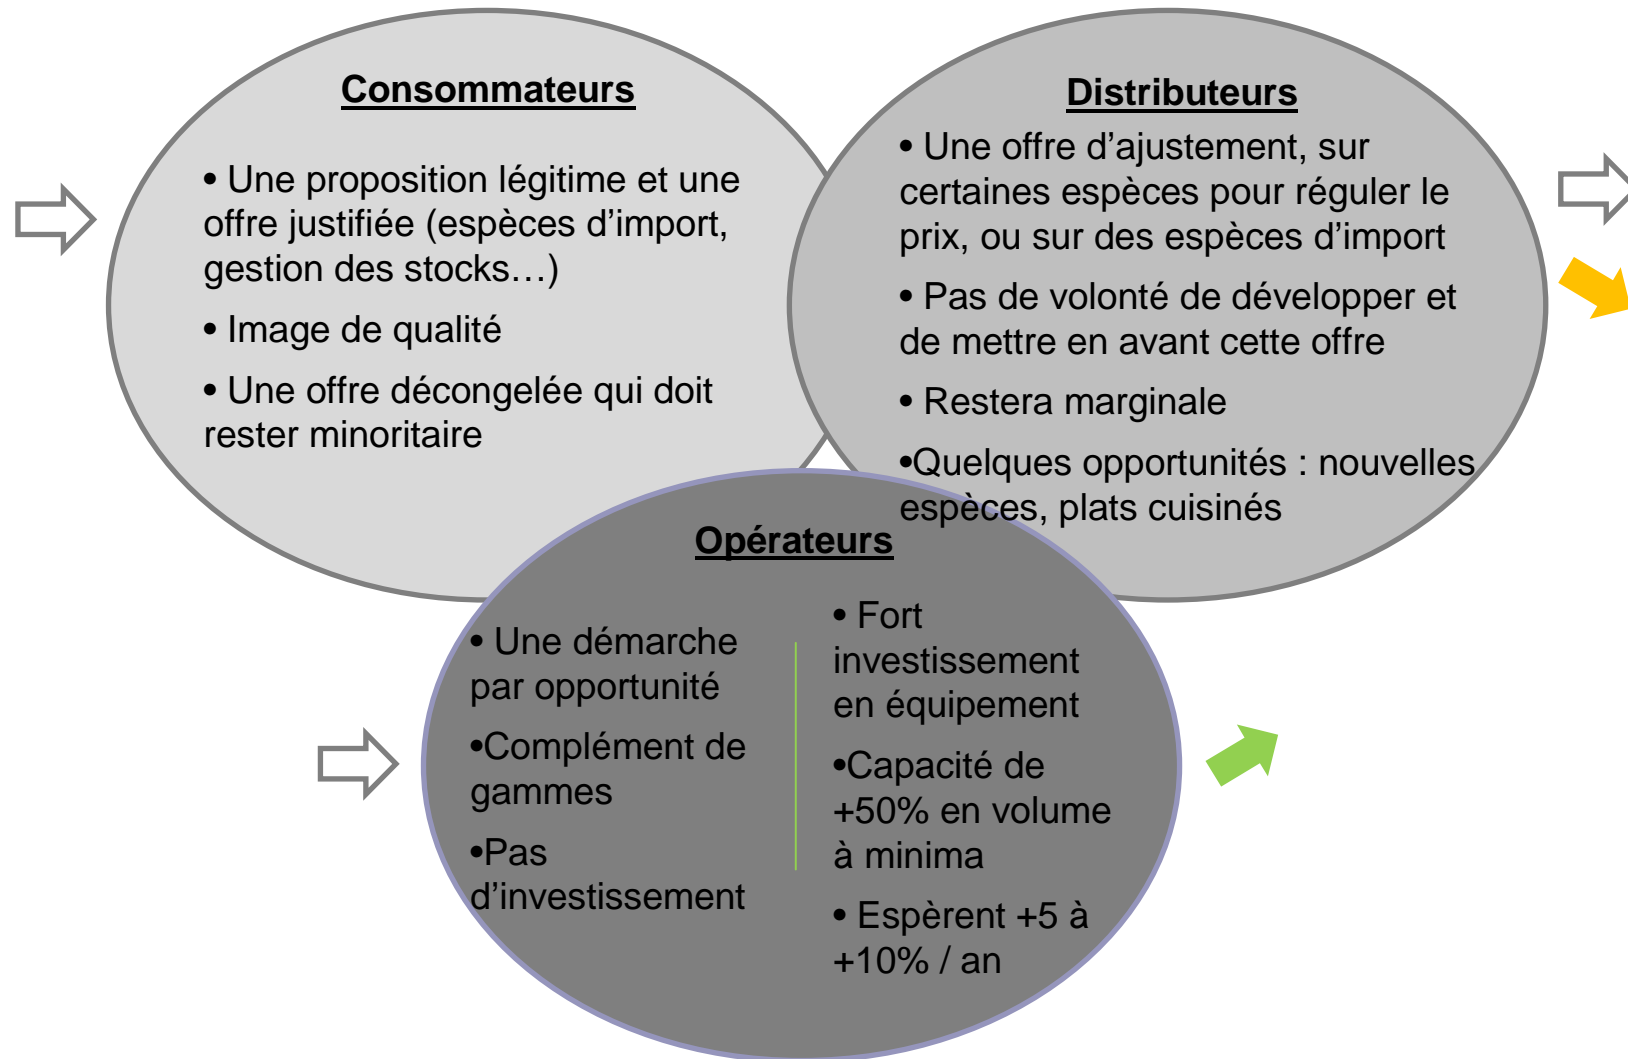 Consommateurs
• Une proposition légitime et une
offre justifiée (espèces d’import,
gestion des stocks…)
• Image de qualité
• Une offre décongelée qui doit
rester minoritaire
Distributeurs
• Une offre d’ajustement, sur
certaines espèces pour réguler le
prix, ou sur des espèces d’import
• Pas de volonté de développer et
de mettre en avant cette offre
• Restera marginale
•Quelques opportunités : nouvelles
espèces, plats cuisinés
Opérateurs
• Une démarche
par opportunité
•Complément de
gammes
•Pas
d’investissement
• Fort
investissement
en équipement
•Capacité de
+50% en volume
à minima
• Espèrent +5 à
+10% / an